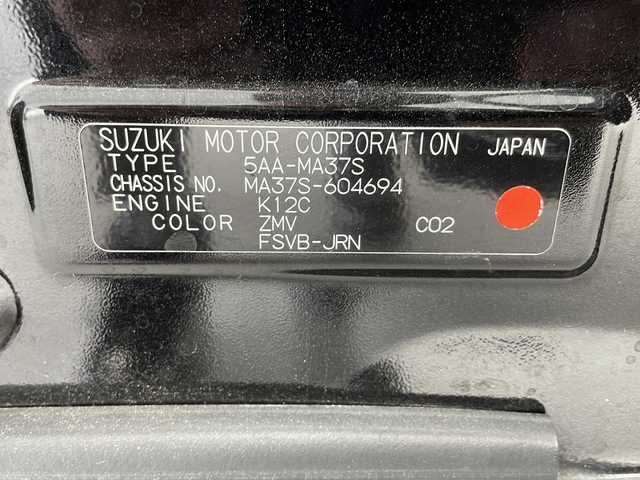 SUZUKI MOTOR CORPORATION JAPAN
TYPE 5AA-MA37S
CHASSIS NO. MA37S-604694
ENGINE K12C
COLOR ZMV C02
FSVB-JRN